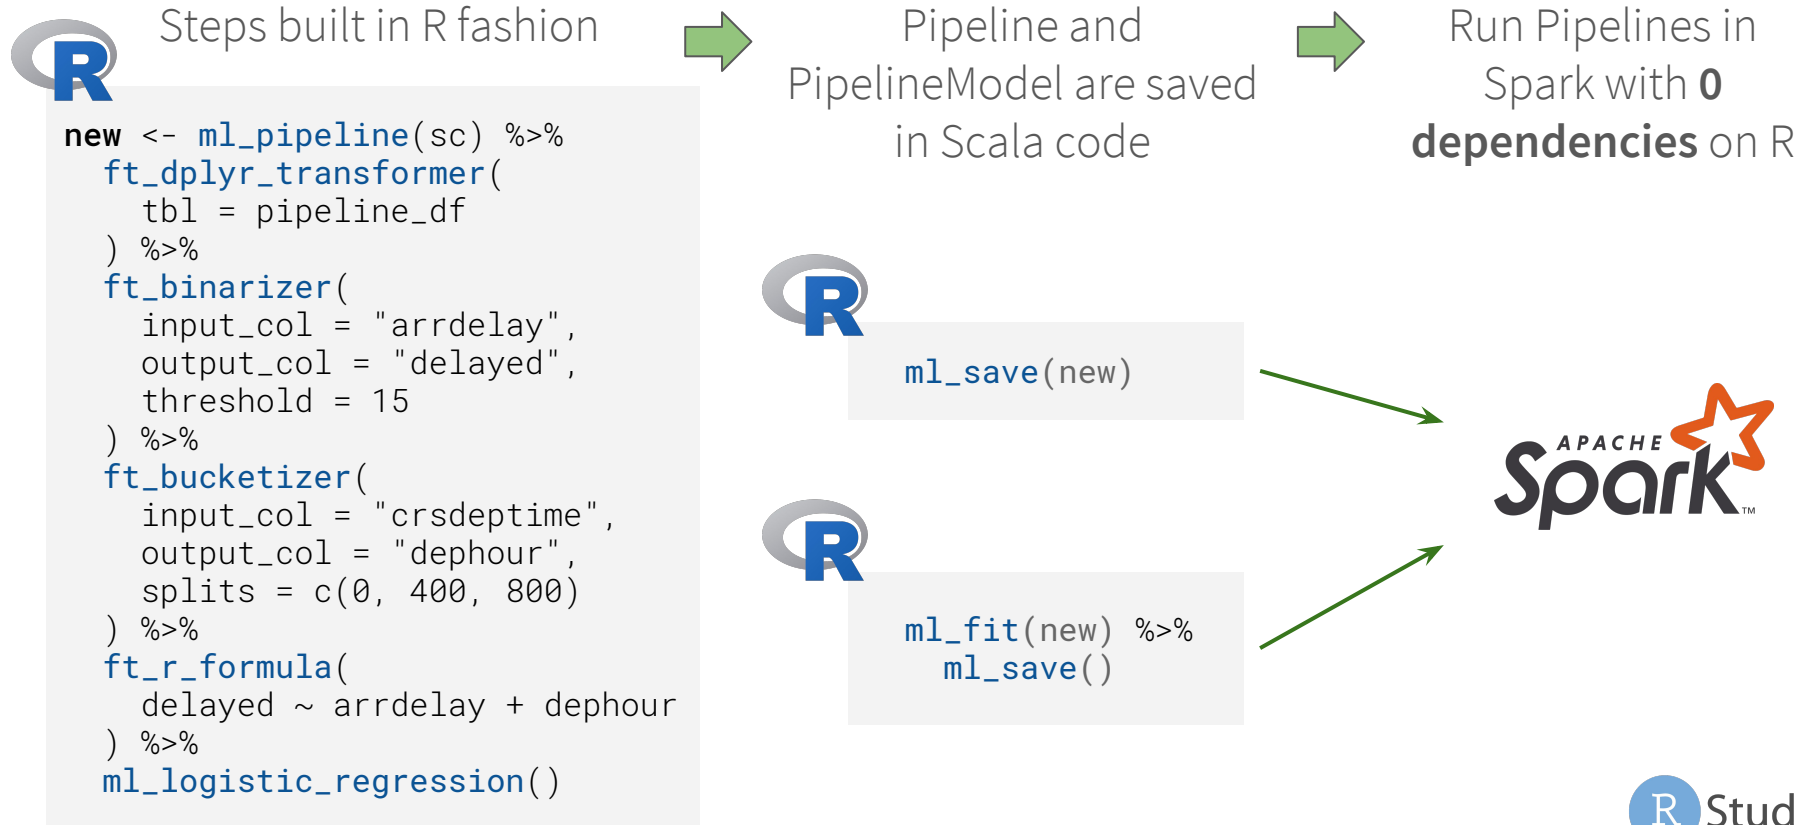 Steps built in R fashion
R
new <- ml_pipeline(sc) %>%
  ft_dplyr_transformer(
    tbl = pipeline_df
  ) %>%
  ft_binarizer(
    input_col = "arrdelay",
    output_col = "delayed",
    threshold = 15
  ) %>%
  ft_bucketizer(
    input_col = "crsdeptime",
    output_col = "dephour",
    splits = c(0, 400, 800)
  ) %>%
  ft_r_formula(
    delayed ~ arrdelay + dephour
  ) %>%
  ml_logistic_regression()
Pipeline and
PipelineModel are saved
in Scala code
R
ml_save(new)
R
ml_fit(new) %>%
  ml_save()
Run Pipelines in
Spark with 0
dependencies on R
APACHE
Spark™
R Stud